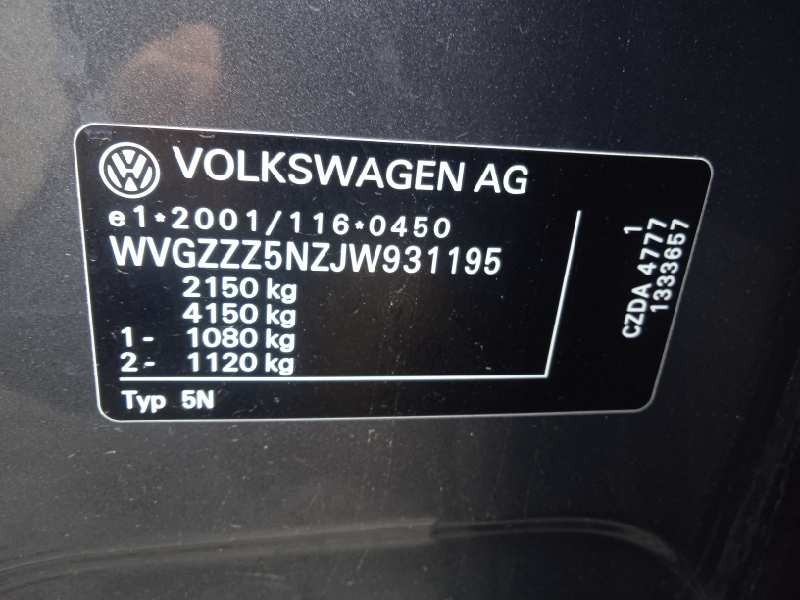 VOLKSWAGEN AG
e1*2001/116*0450
WVGZZZ5NZJW931195
2150 kg
4150 kg
1- 1080 kg
2- 1120 kg
Typ 5N
1
CZDA 4777
1333657